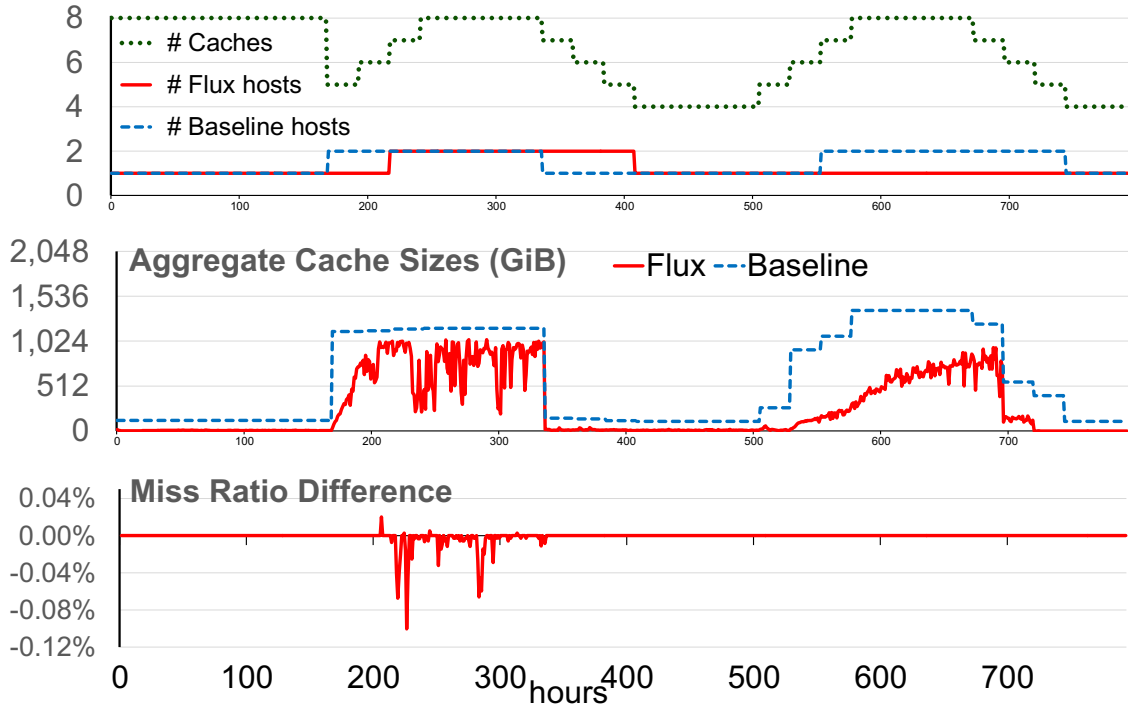 8
6
4
2
0
# Caches
# Flux hosts
# Baseline hosts
0 100 200 300 400 500 600 700
Aggregate Cache Sizes (GiB)
Flux Baseline
2,048
1,536
1,024
512
0
0 100 200 300 400 500 600 700
Miss Ratio Difference
0.04%
0.00%
-0.04%
-0.08%
-0.12%
0 100 200 300 400 500 600 700
hours